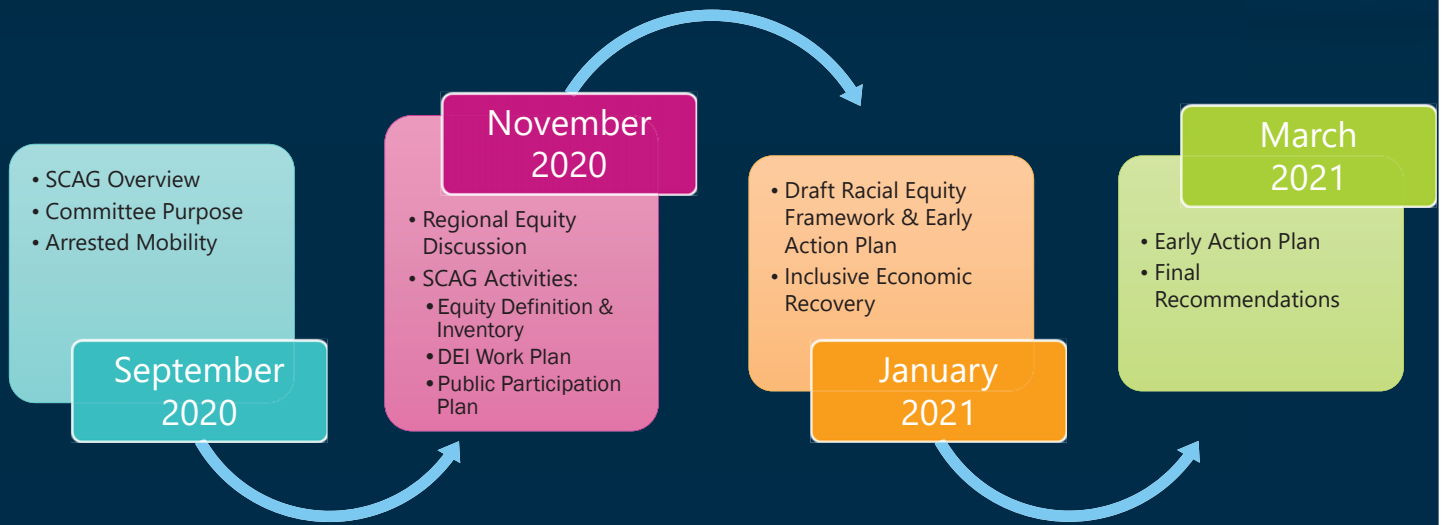 • SCAG Overview
• Committee Purpose
• Arrested Mobility
September
2020
November
2020
• Regional Equity
Discussion
• SCAG Activities:
• Equity Definition &
Inventory
• DEI Work Plan
• Public Participation
Plan
• Draft Racial Equity
Framework & Early
Action Plan
• Inclusive Economic
Recovery
January
2021
March
2021
• Early Action Plan
• Final
Recommendations